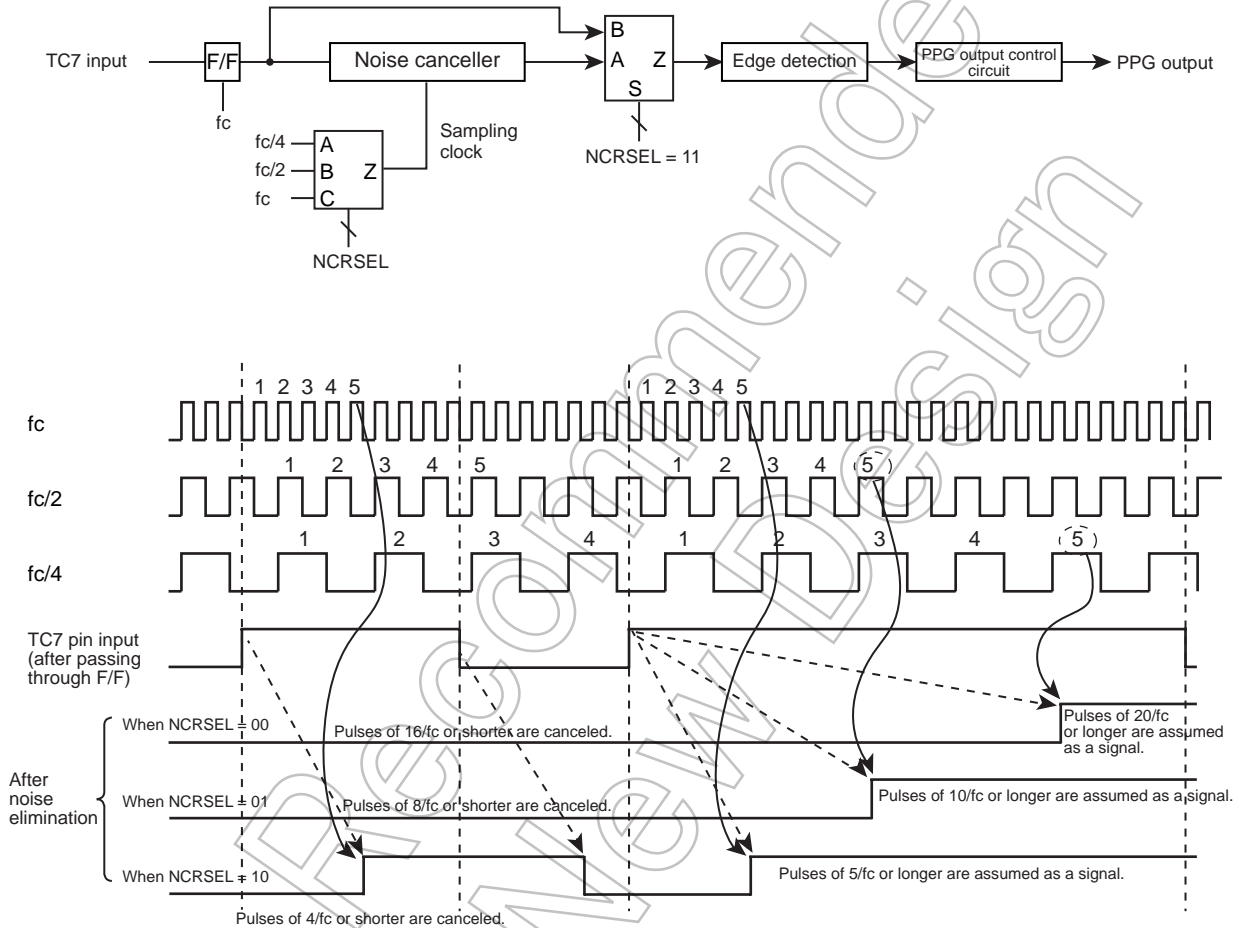 TC7 input
F/F
fc
Noise canceller
B
A Z
S
NCRSEL = 11
Edge detection
PPG output control
circuit
PPG output
fc/4
fc/2
fc
A
B Z
C
Sampling
clock
NCRSEL
1 2 3 4 5 1 2 3 4 5
fc
1 2 3 4 5 1 2 3 4 5
fc/2
1 2 3 4 1 2 3 4 5
fc/4
TC7 pin input
(after passing
through F/F)
After
noise
elimination
When NCRSEL = 00
Pulses of 16/fc or shorter are canceled.
Pulses of 20/fc
or longer are assumed
as a signal.
When NCRSEL = 01
Pulses of 8/fc or shorter are canceled.
Pulses of 10/fc or longer are assumed as a signal.
When NCRSEL = 10
Pulses of 4/fc or shorter are canceled.
Pulses of 5/fc or longer are assumed as a signal.
Recommende
New Design